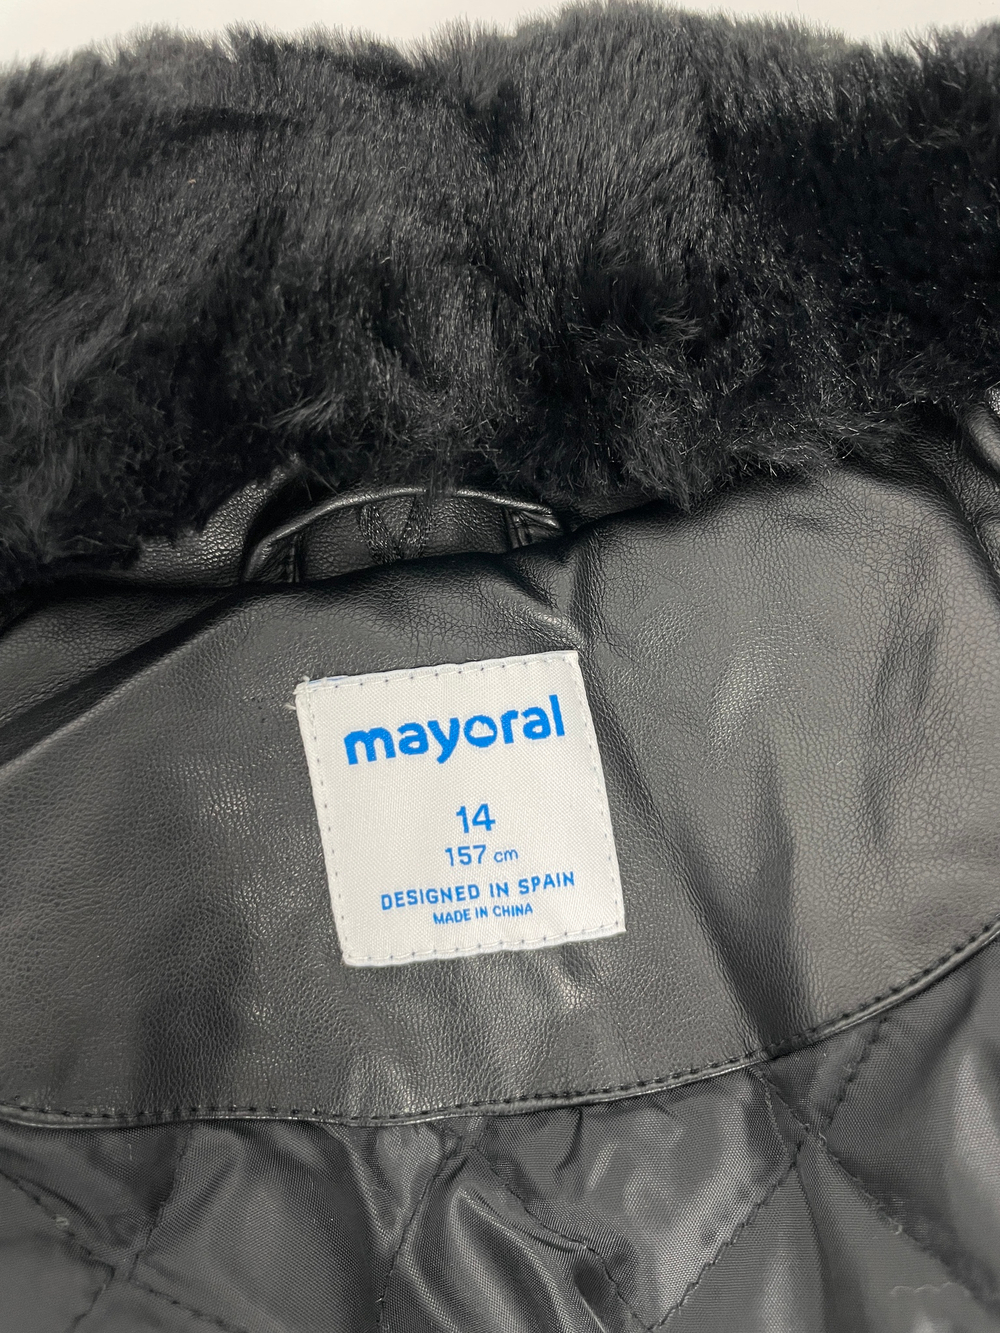 mayoral
14
157 cm
DESIGNED IN SPAIN
MADE IN CHINA